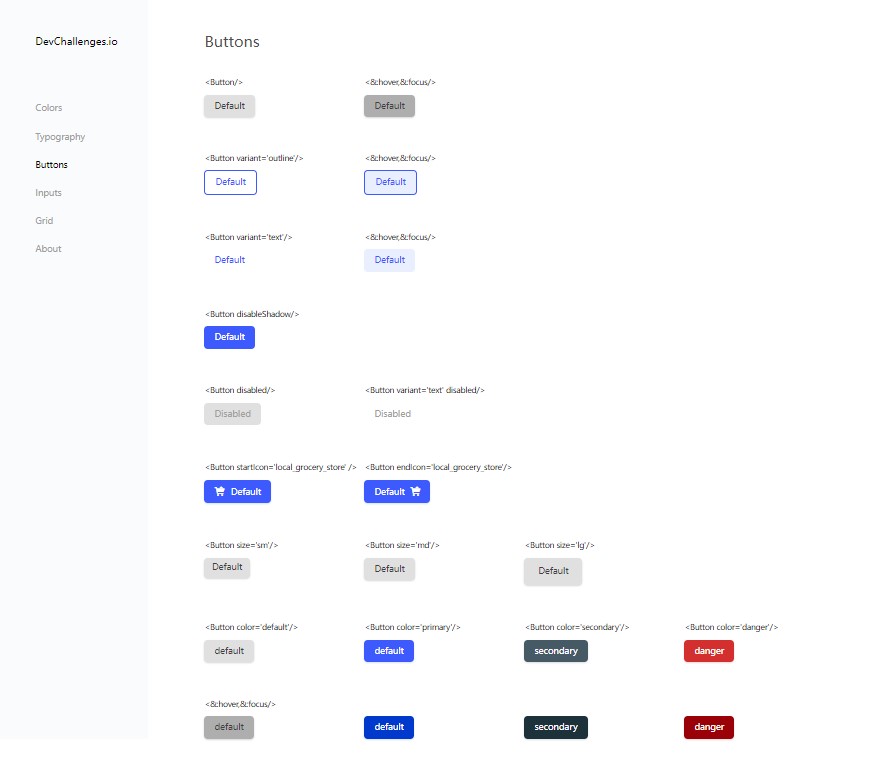 DevChallenges.io
Colors
Typography
Buttons
Inputs
Grid
About
Buttons
<Button/> <&:hover,&:focus/>
Default Default
<Button variant='outline'/> <&:hover,&:focus/>
Default Default
<Button variant='text'/> <&:hover,&:focus/>
Default Default
<Button disableShadow/>
Default
<Button disabled/> <Button variant='text' disabled/>
Disabled Disabled
<Button startIcon='local_grocery_store' /> <Button endIcon='local_grocery_store'/>
Default Default
<Button size='sm'/> <Button size='md'/> <Button size='lg'/>
Default Default Default
<Button color='default'/> <Button color='primary'/> <Button color='secondary'/> <Button color='danger'/>
default default secondary danger
<&:hover,&:focus/>
default default secondary danger